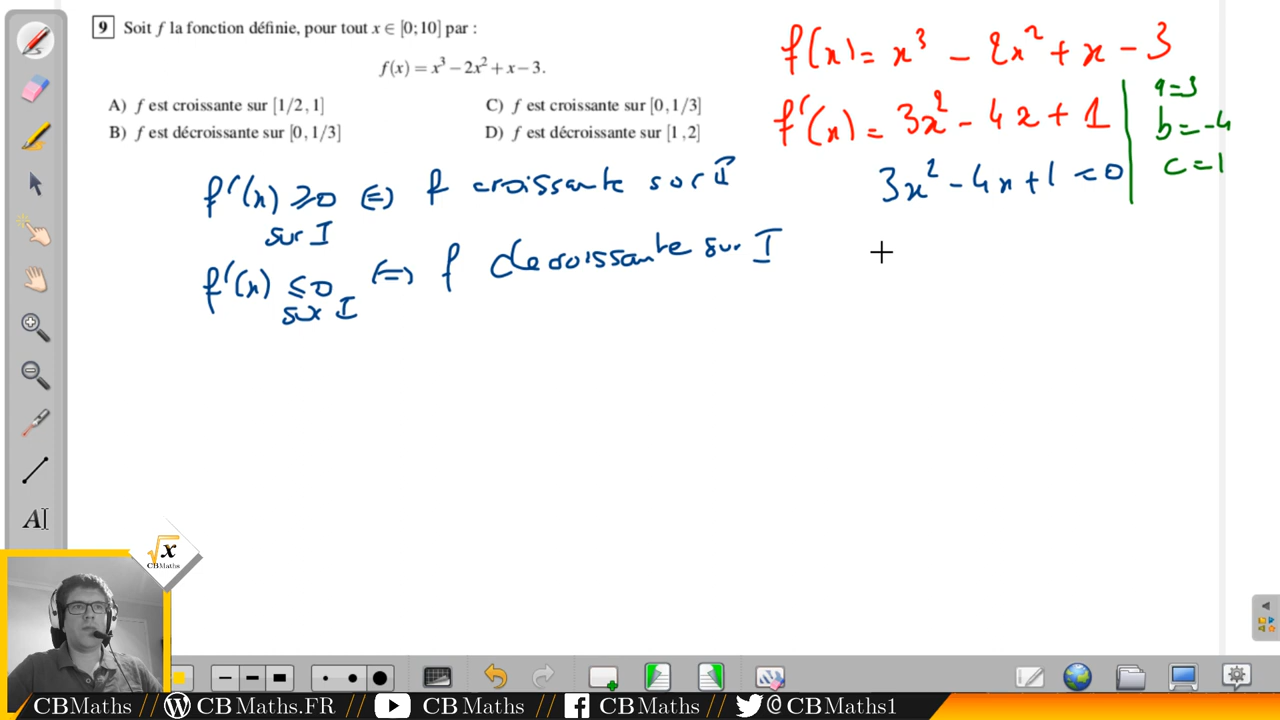 9 Soit f la fonction définie, pour tout x ∈ [0;10] par :
f(x) = x³ − 2x² + x − 3.
A) f est croissante sur [1/2, 1]
C) f est croissante sur [0, 1/3]
B) f est décroissante sur [0, 1/3]
D) f est décroissante sur [1, 2]
f(x) = x³ − 2x² + x − 3
f'(x) = 3x² − 4x + 1
a = 3
b = −4
c = 1
3x² − 4x + 1 = 0
f'(x) ⩾ 0 ⇔ f croissante sur I
sur I
f'(x) ⩽ 0 ⇔ f decroissante sur I
sur I
AI
√x
CBMaths
CBMaths CBMaths.FR CBMaths CBMaths @CBMaths1